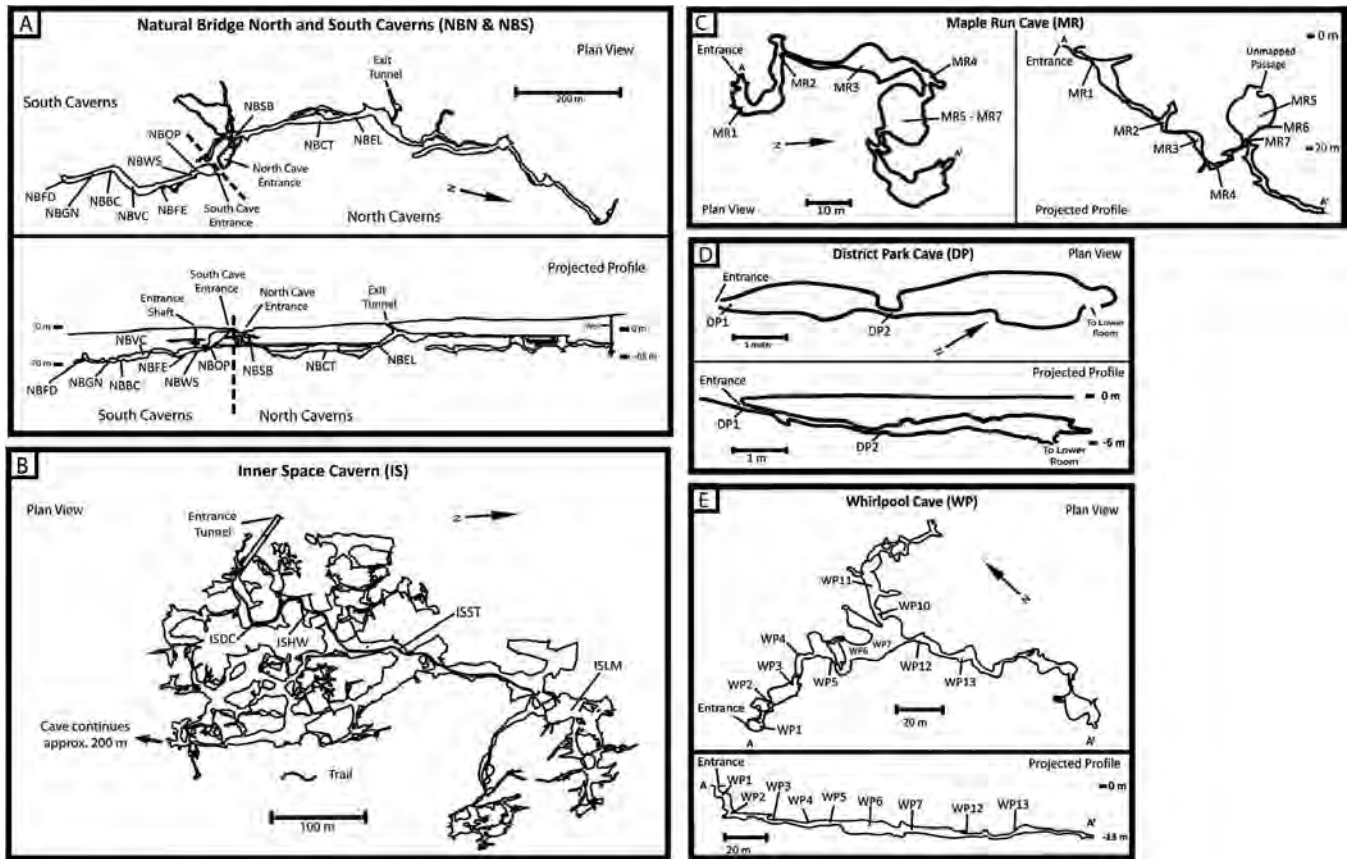 A
Natural Bridge North and South Caverns (NBN & NBS)
Plan View
Exit
Tunnel
200 m
South Caverns
NBSB
NBOP
NBWS
NBCT
NBEL
North Cave
Entrance
NBFD
NBGN
NBBC
NBVC
NBFE
South Cave
Entrance
North Caverns
N
Projected Profile
South Cave
Entrance
North Cave
Entrance
Exit
Tunnel
Entrance
Shaft
0 m
0 m
NBVC
NBFE
NBWS
NBOP
NBSB
NBCT
NBEL
NBFD
NBGN
NBBC
South Caverns
North Caverns
B
Inner Space Cavern (IS)
Plan View
Entrance
Tunnel
N
ISST
ISDC
ISHW
ISLM
Cave continues
approx. 200 m
Trail
100 m
C
Maple Run Cave (MR)
Entrance
A
MR2
MR3
MR4
MR1
MR5 - MR7
N
A'
Plan View
10 m
A
Entrance
0 m
Unmapped
Passage
MR1
MR5
MR2
MR6
MR7
MR3
20 m
MR4
A'
Projected Profile
D
District Park Cave (DP)
Plan View
Entrance
DP1
DP2
To Lower
Room
N
Projected Profile
Entrance
0 m
DP1
DP2
1 m
To Lower
Room
E
Whirlpool Cave (WP)
Plan View
N
WP11
WP10
WP4
WP3
WP6
WP7
WP5
WP12
WP13
WP2
Entrance
WP1
A
20 m
A'
Entrance
Projected Profile
A
WP1
WP2
WP3
WP4
WP5
WP6
WP7
WP12
WP13
0 m
A'
20 m